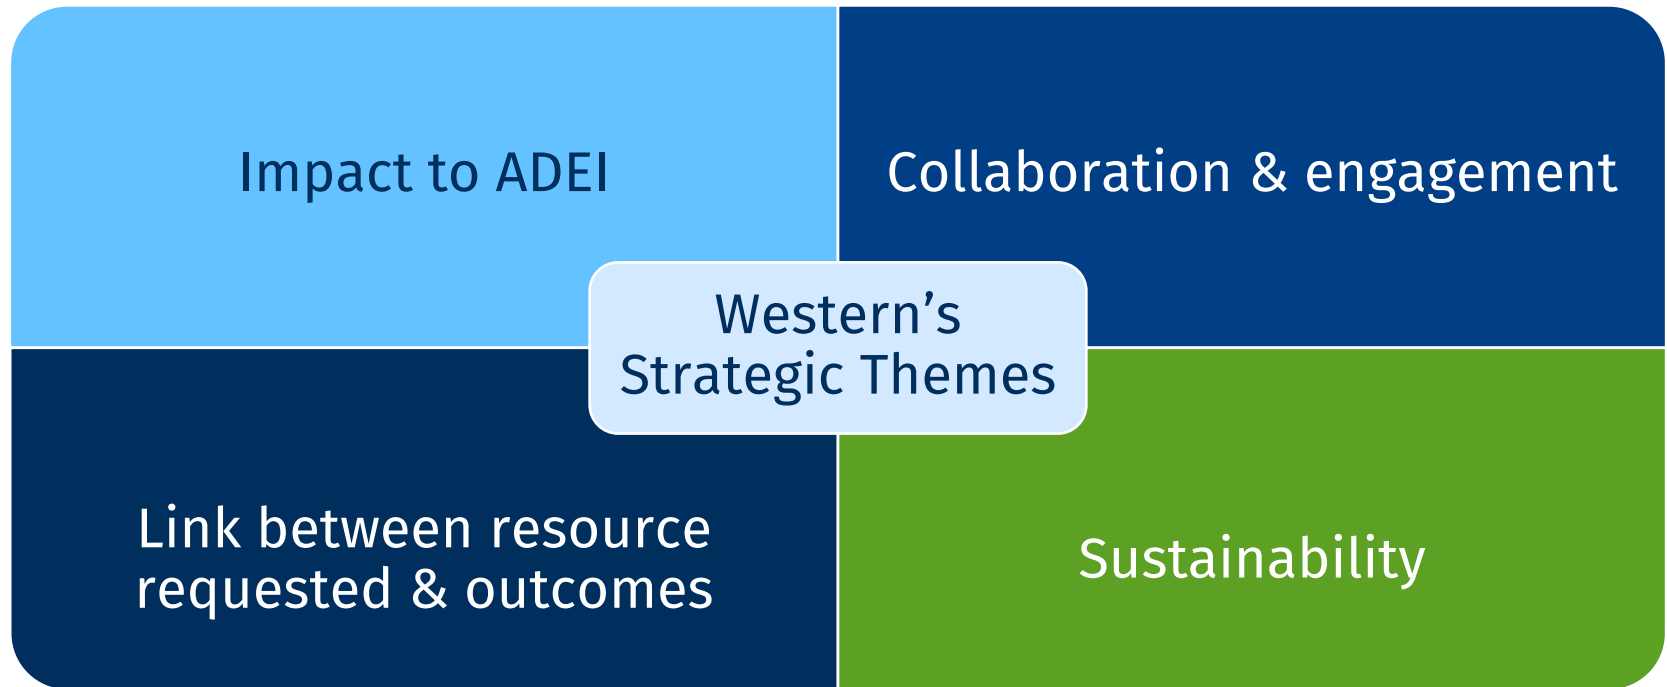 Impact to ADEI
Collaboration & engagement
Western’s
Strategic Themes
Link between resource
requested & outcomes
Sustainability